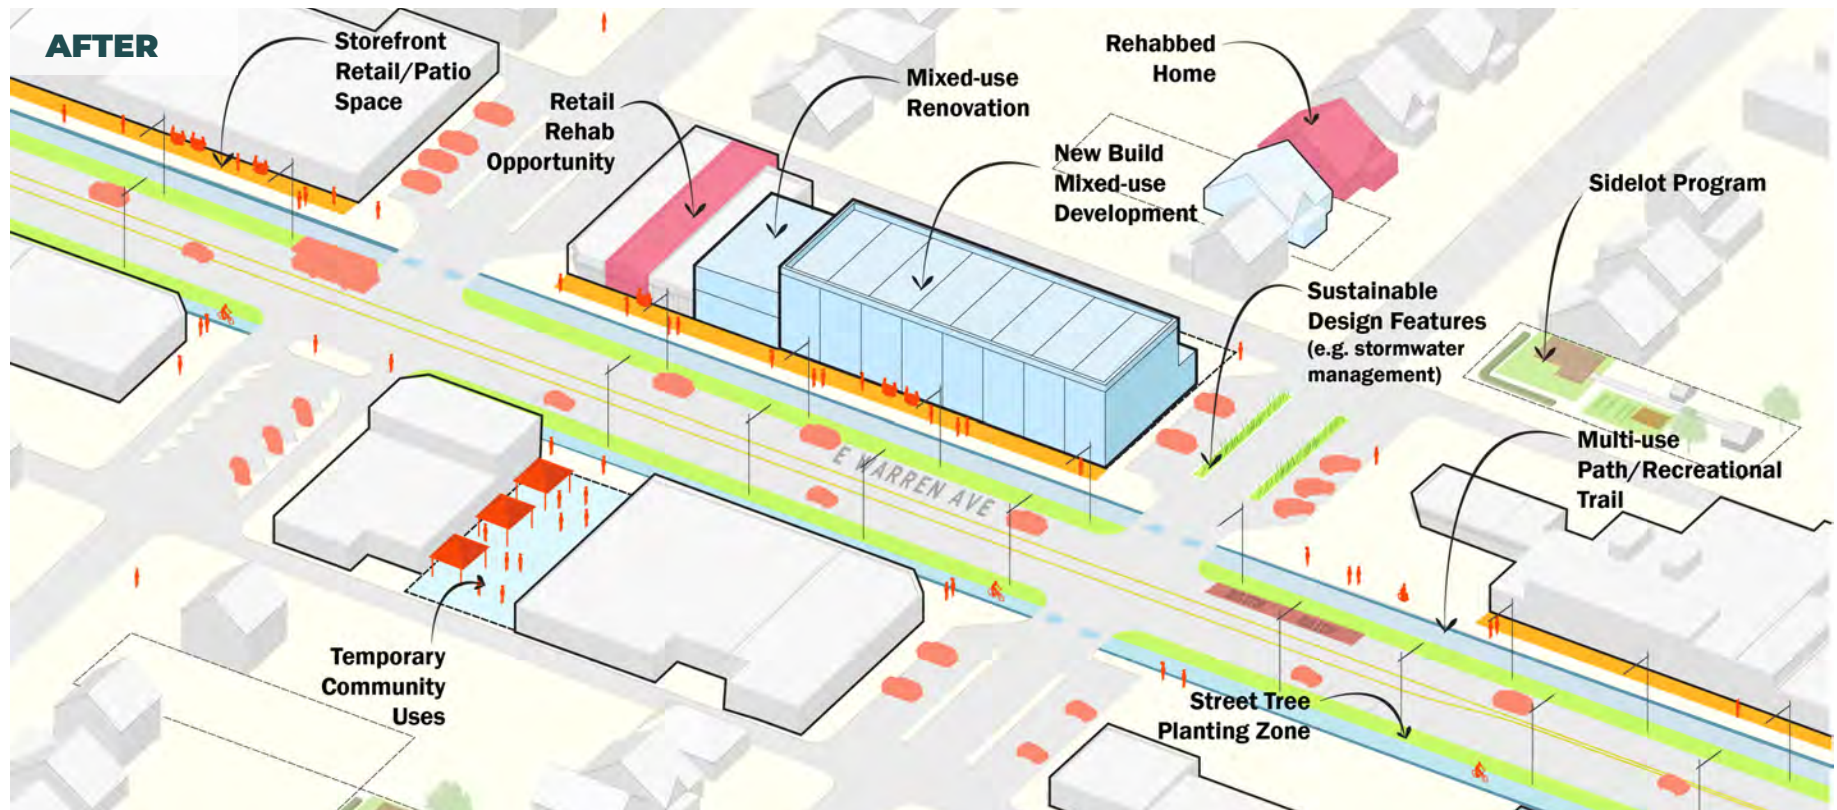 AFTER
Storefront
Retail/Patio
Space
Retail
Rehab
Opportunity
Mixed-use
Renovation
New Build
Mixed-use
Development
Rehabbed
Home
Sidelot Program
Sustainable
Design Features
(e.g. stormwater
management)
Multi-use
Path/Recreational
Trail
E WARREN AVE
Temporary
Community
Uses
Street Tree
Planting Zone